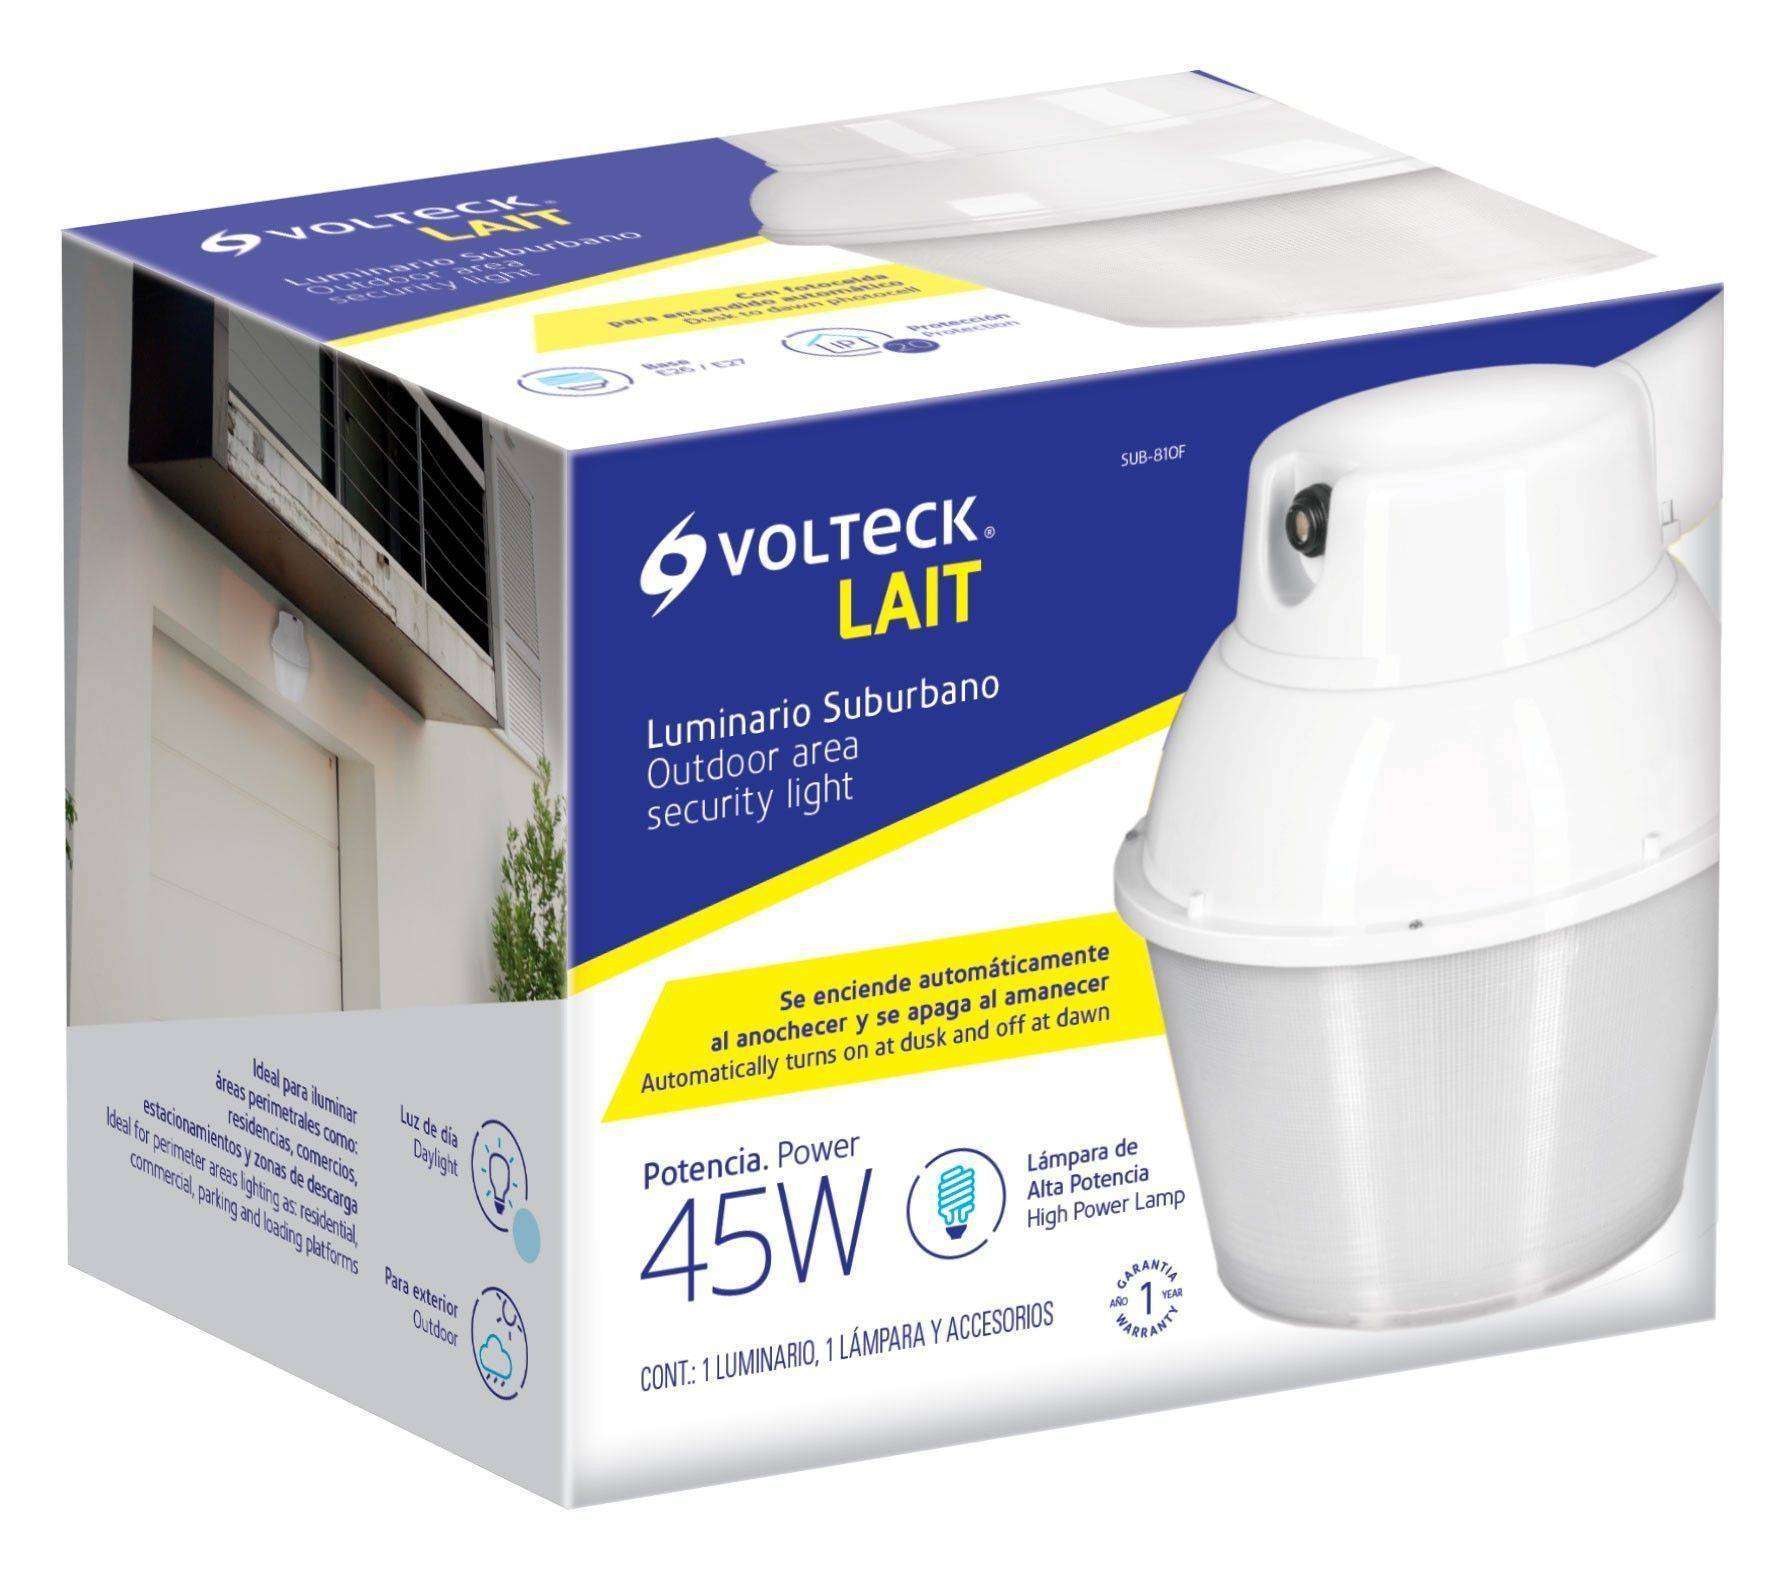 VOLTECK®
LAIT
Luminario Suburbano
Outdoor area
security light
Con fotocelda
para encendido automático
Dusk to dawn photocell
Base
E26 / E27
IP
20
Protección
Protection
SUB-810F
VOLTECK®
LAIT
Luminario Suburbano
Outdoor area
security light
Se enciende automáticamente
al anochecer y se apaga al amanecer
Automatically turns on at dusk and off at dawn
Potencia. Power
45W
Lámpara de
Alta Potencia
High Power Lamp
GARANTÍA
AÑO 1 YEAR
WARRANTY
CONT.: 1 LUMINARIO, 1 LÁMPARA Y ACCESORIOS
Ideal para iluminar
áreas perimetrales como:
residencias, comercios,
estacionamientos y zonas de descarga
Ideal for perimeter areas lighting as: residential,
commercial, parking and loading platforms
Luz de día
Daylight
Para exterior
Outdoor